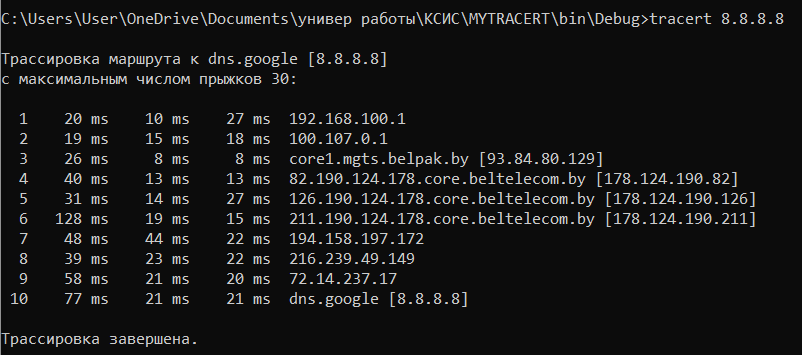 C:\Users\User\OneDrive\Documents\универ работы\КСИС\MYTRACERT\bin\Debug>tracert 8.8.8.8
Трассировка маршрута к dns.google [8.8.8.8]
с максимальным числом прыжков 30:
1 20 ms 10 ms 27 ms 192.168.100.1
2 19 ms 15 ms 18 ms 100.107.0.1
3 26 ms 8 ms 8 ms core1.mgts.belpak.by [93.84.80.129]
4 40 ms 13 ms 13 ms 82.190.124.178.core.beltelecom.by [178.124.190.82]
5 31 ms 14 ms 27 ms 126.190.124.178.core.beltelecom.by [178.124.190.126]
6 128 ms 19 ms 15 ms 211.190.124.178.core.beltelecom.by [178.124.190.211]
7 48 ms 44 ms 22 ms 194.158.197.172
8 39 ms 23 ms 22 ms 216.239.49.149
9 58 ms 21 ms 20 ms 72.14.237.17
10 77 ms 21 ms 21 ms dns.google [8.8.8.8]
Трассировка завершена.